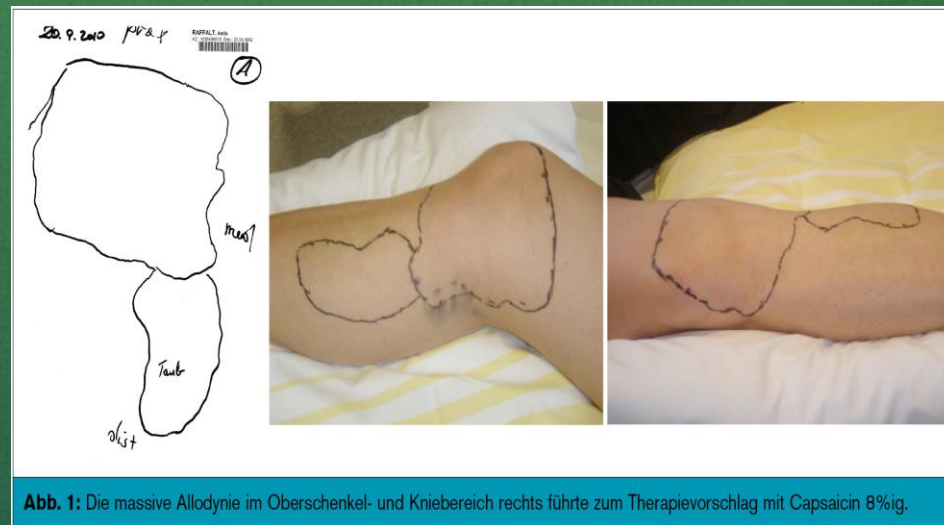 20.9.2010 präp
RAFFALT,
A
med
Taub
dist
Abb. 1: Die massive Allodynie im Oberschenkel- und Kniebereich rechts führte zum Therapievorschlag mit Capsaicin 8%ig.